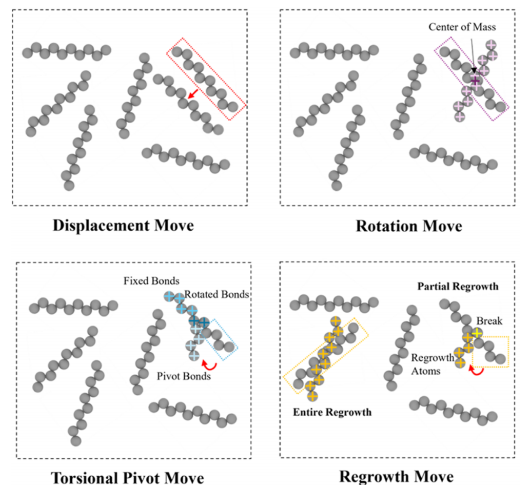 Center of Mass
Displacement Move
Rotation Move
Fixed Bonds
Rotated Bonds
Pivot Bonds
Torsional Pivot Move
Partial Regrowth
Break
Regrowth
Atoms
Entire Regrowth
Regrowth Move